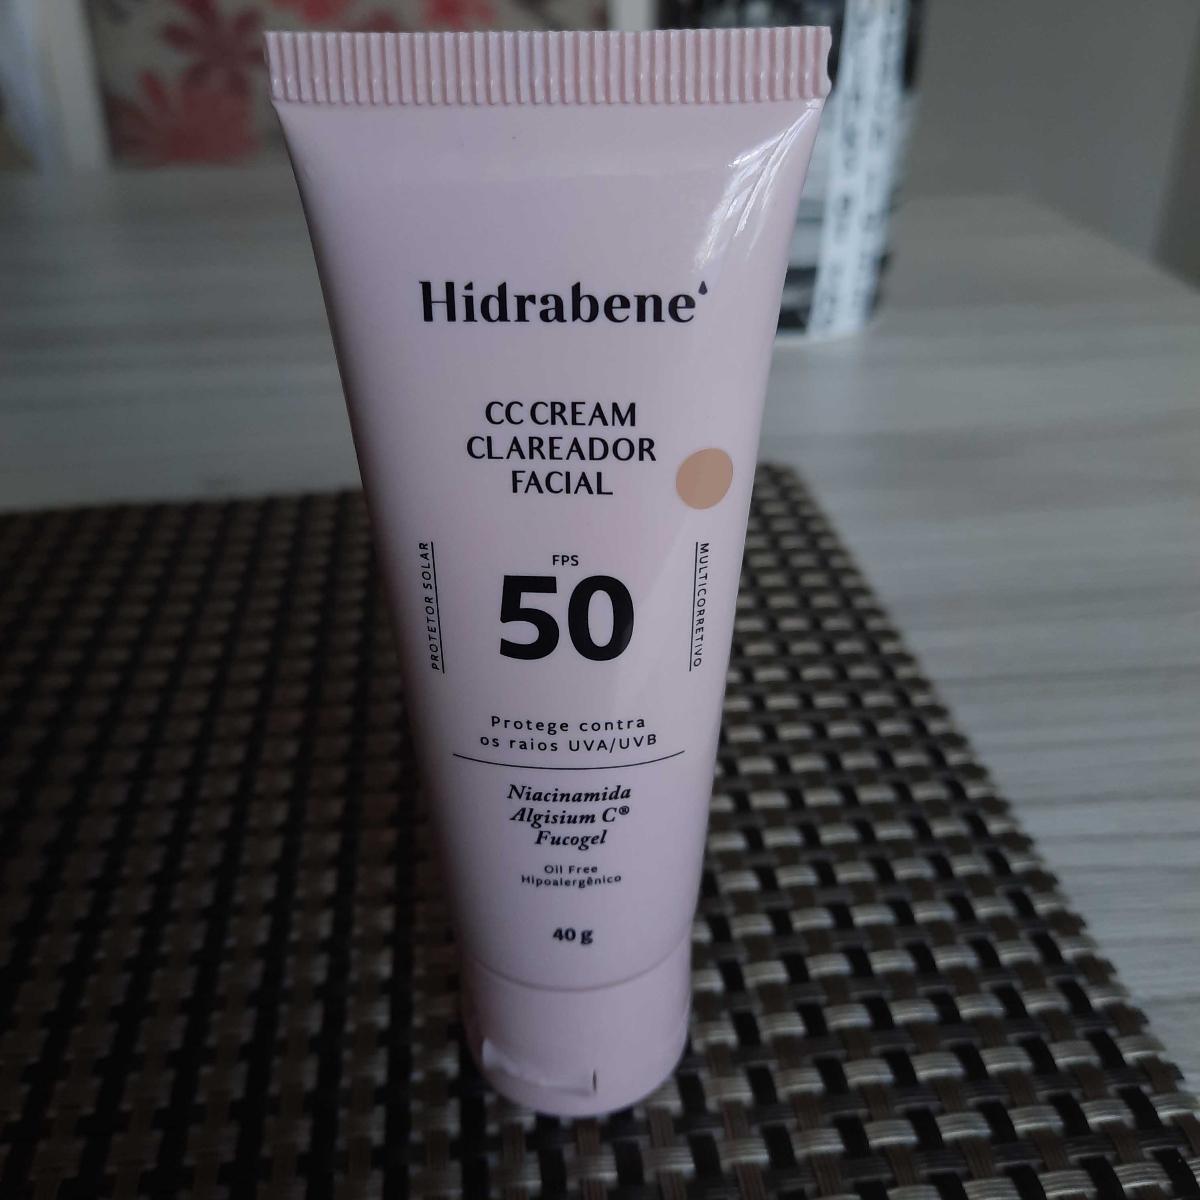 Hidrabene
CC CREAM
CLAREADOR
FACIAL
PROTETOR SOLAR
FPS
50
MULTICORRETIVO
Protege contra
os raios UVA/UVB
Niacinamida
Algisium C®
Fucogel
Oil Free
Hipoalergênico
40 g